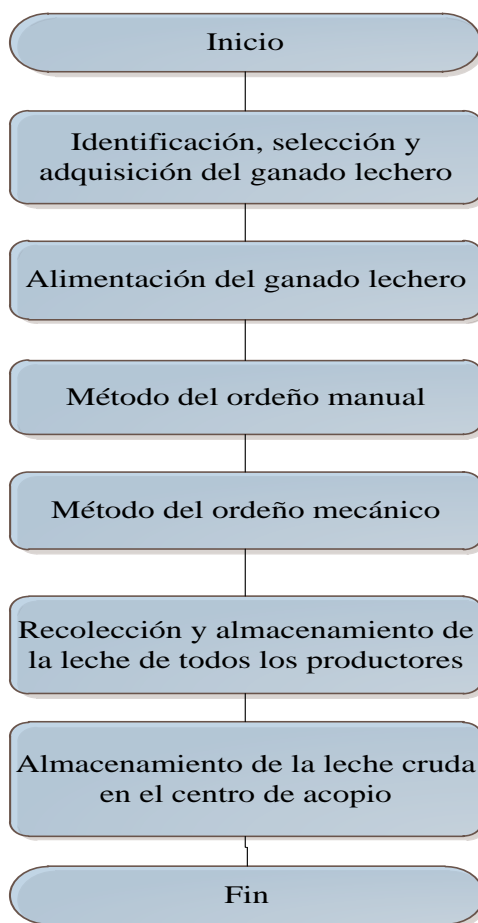 Inicio
Identificación, selección y
adquisición del ganado lechero
Alimentación del ganado lechero
Método del ordeño manual
Método del ordeño mecánico
Recolección y almacenamiento de
la leche de todos los productores
Almacenamiento de la leche cruda
en el centro de acopio
Fin